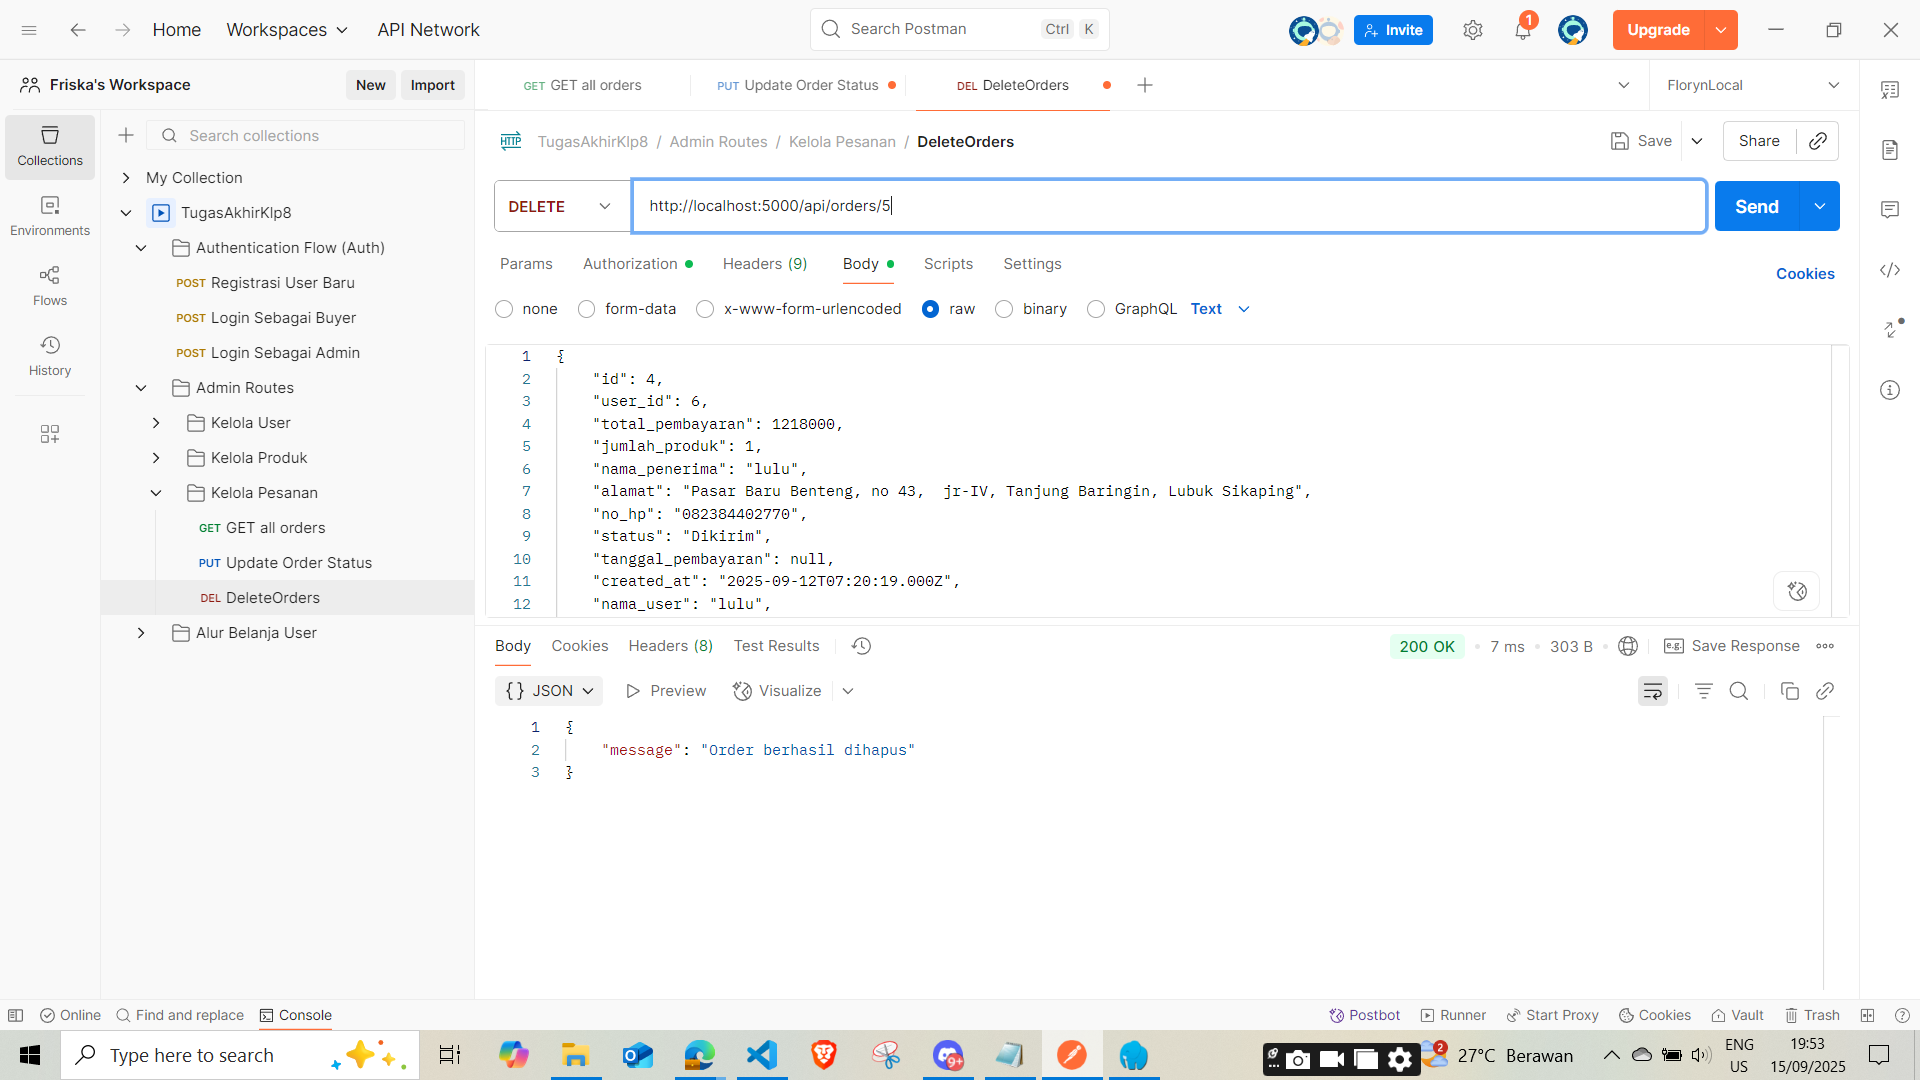 Home
Workspaces
API Network
Search Postman
Ctrl K
Invite
1
Upgrade
Friska's Workspace
New
Import
GET GET all orders
PUT Update Order Status
DEL DeleteOrders
FlorynLocal
Collections
Environments
Flows
History
Search collections
My Collection
TugasAkhirKlp8
Authentication Flow (Auth)
POST Registrasi User Baru
POST Login Sebagai Buyer
POST Login Sebagai Admin
Admin Routes
Kelola User
Kelola Produk
Kelola Pesanan
GET GET all orders
PUT Update Order Status
DEL DeleteOrders
Alur Belanja User
HTTP TugasAkhirKlp8 / Admin Routes / Kelola Pesanan / DeleteOrders
Save
Share
DELETE
http://localhost:5000/api/orders/5
Send
Params
Authorization
Headers (9)
Body
Scripts
Settings
Cookies
none
form-data
x-www-form-urlencoded
raw
binary
GraphQL
Text
1 {
2 "id": 4,
3 "user_id": 6,
4 "total_pembayaran": 1218000,
5 "jumlah_produk": 1,
6 "nama_penerima": "lulu",
7 "alamat": "Pasar Baru Benteng, no 43,  jr-IV, Tanjung Baringin, Lubuk Sikaping",
8 "no_hp": "082384402770",
9 "status": "Dikirim",
10 "tanggal_pembayaran": null,
11 "created_at": "2025-09-12T07:20:19.000Z",
12 "nama_user": "lulu",
Body
Cookies
Headers (8)
Test Results
200 OK
7 ms
303 B
e.g. Save Response
{} JSON
Preview
Visualize
1 {
2 "message": "Order berhasil dihapus"
3 }
Online
Find and replace
Console
Postbot
Runner
Start Proxy
Cookies
Vault
Trash
Type here to search
9+
2
27°C Berawan
ENG
US
19:53
15/09/2025